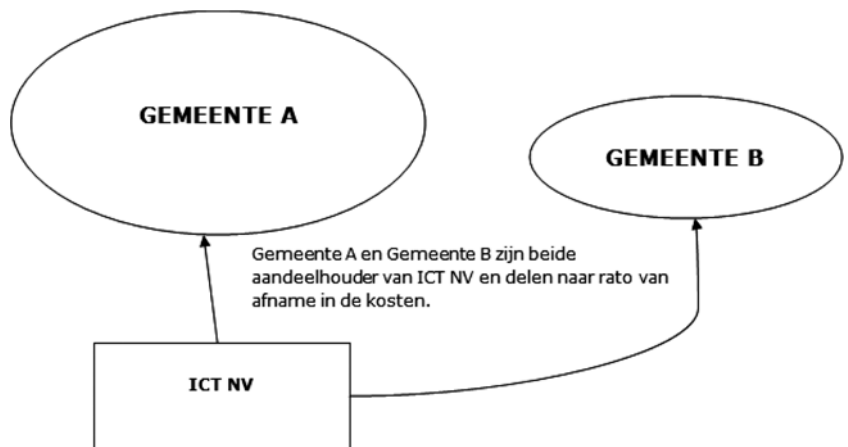 GEMEENTE A
GEMEENTE B
Gemeente A en Gemeente B zijn beide
aandeelhouder van ICT NV en delen naar rato van
afname in de kosten.
ICT NV